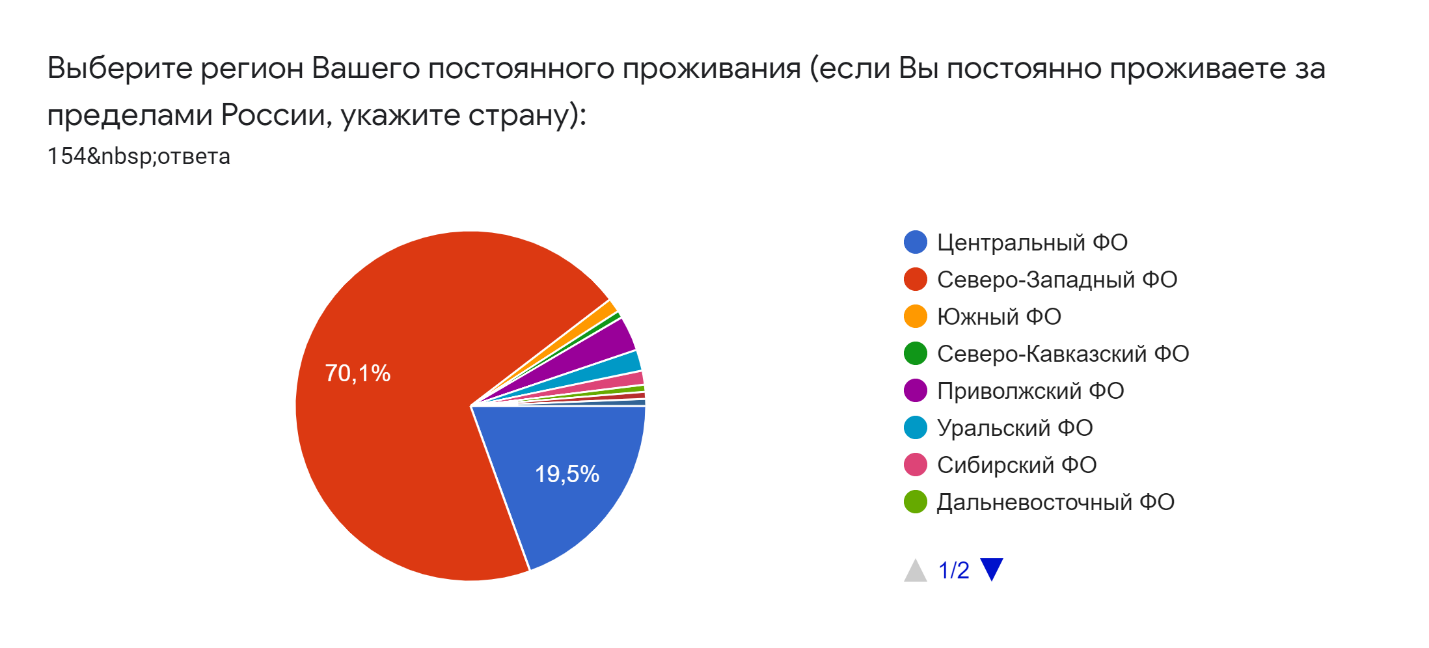 Выберите регион Вашего постоянного проживания (если Вы постоянно проживаете за
пределами России, укажите страну):
154&nbsp;ответа
70,1%
19,5%
Центральный ФО
Северо-Западный ФО
Южный ФО
Северо-Кавказский ФО
Приволжский ФО
Уральский ФО
Сибирский ФО
Дальневосточный ФО
1/2